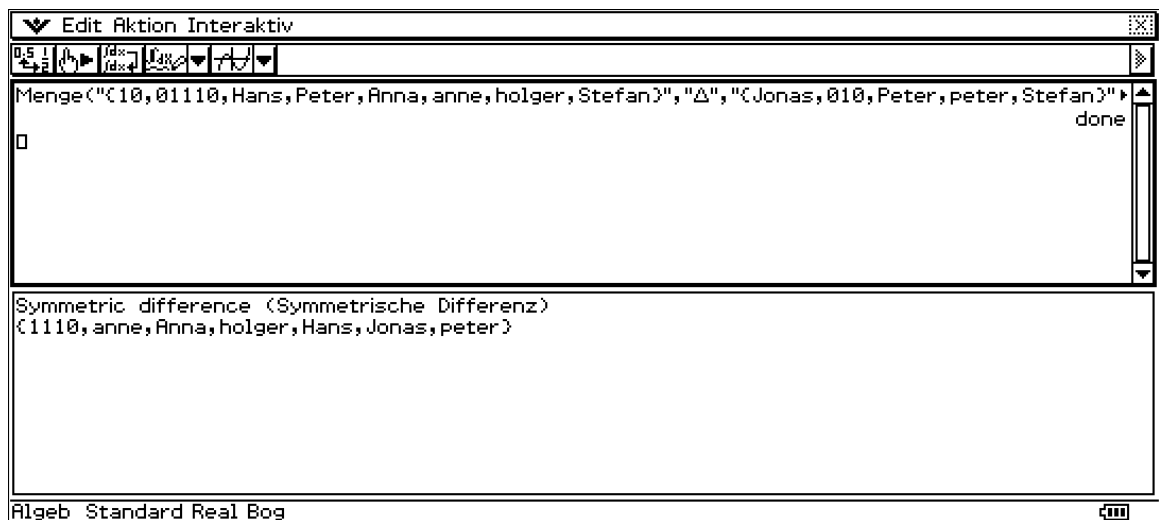 Edit Aktion Interaktiv
Menge("{10,01110,Hans,Peter,Anna,anne,holger,Stefan}","Δ","{Jonas,010,Peter,peter,Stefan}"
done
Symmetric difference (Symmetrische Differenz)
{1110,anne,Anna,holger,Hans,Jonas,peter}
Algeb Standard Real Bog